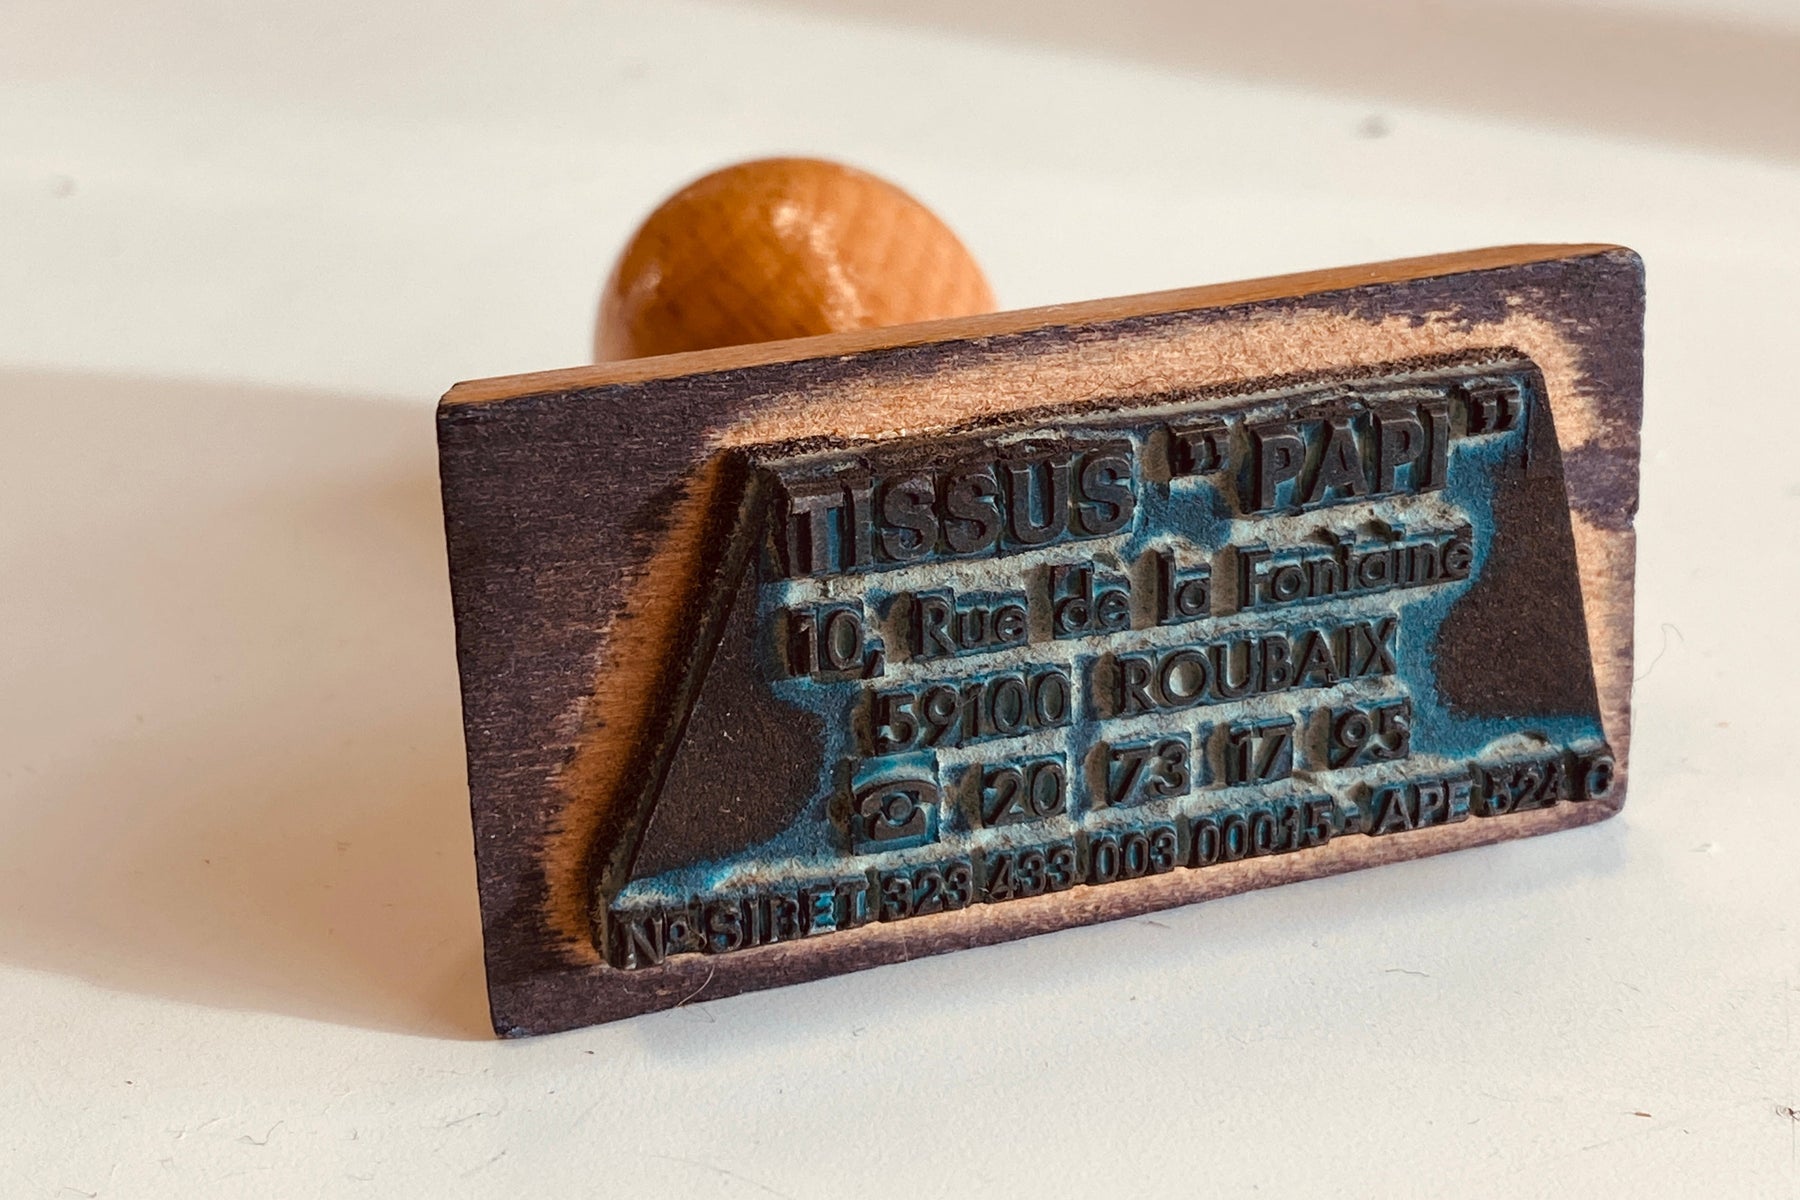 TISSUS "PAPI"
10, Rue de la Fontaine
59100 ROUBAIX
☎ 20 73 17 95
N° SIRET 323 433 003 00015 - APE 524 C